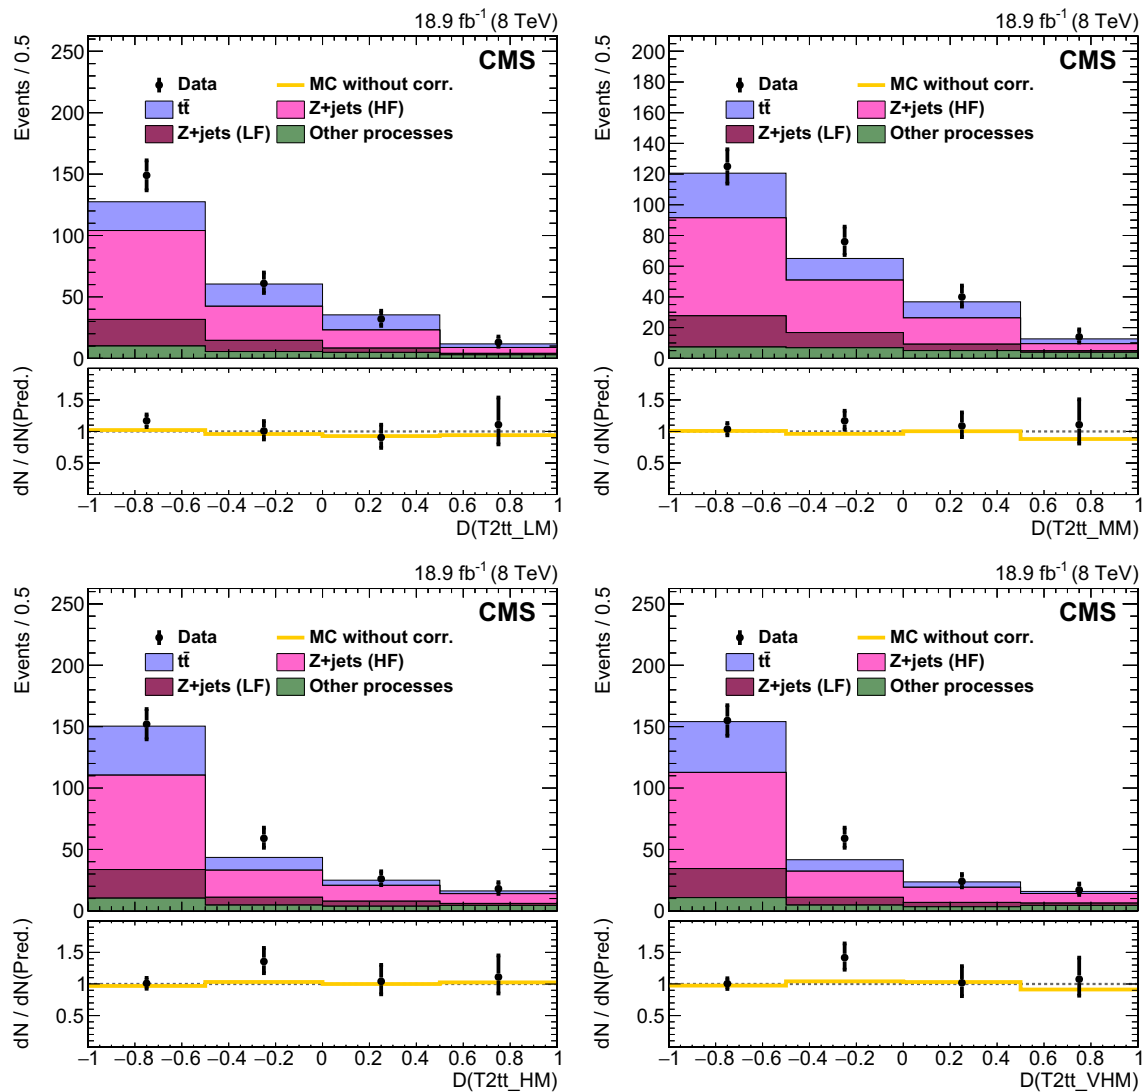 18.9 fb⁻¹ (8 TeV)
Events / 0.5
CMS
Data
MC without corr.
tt̄
Z+jets (HF)
Z+jets (LF)
Other processes
250
200
150
100
50
0
dN / dN(Pred.)
1.5
1
0.5
−1 −0.8 −0.6 −0.4 −0.2 0 0.2 0.4 0.6 0.8 1
D(T2tt_LM)
18.9 fb⁻¹ (8 TeV)
Events / 0.5
CMS
Data
MC without corr.
tt̄
Z+jets (HF)
Z+jets (LF)
Other processes
200
180
160
140
120
100
80
60
40
20
0
dN / dN(Pred.)
1.5
1
0.5
−1 −0.8 −0.6 −0.4 −0.2 0 0.2 0.4 0.6 0.8 1
D(T2tt_MM)
18.9 fb⁻¹ (8 TeV)
Events / 0.5
CMS
Data
MC without corr.
tt̄
Z+jets (HF)
Z+jets (LF)
Other processes
250
200
150
100
50
0
dN / dN(Pred.)
1.5
1
0.5
−1 −0.8 −0.6 −0.4 −0.2 0 0.2 0.4 0.6 0.8 1
D(T2tt_HM)
18.9 fb⁻¹ (8 TeV)
Events / 0.5
CMS
Data
MC without corr.
tt̄
Z+jets (HF)
Z+jets (LF)
Other processes
250
200
150
100
50
0
dN / dN(Pred.)
1.5
1
0.5
−1 −0.8 −0.6 −0.4 −0.2 0 0.2 0.4 0.6 0.8 1
D(T2tt_VHM)